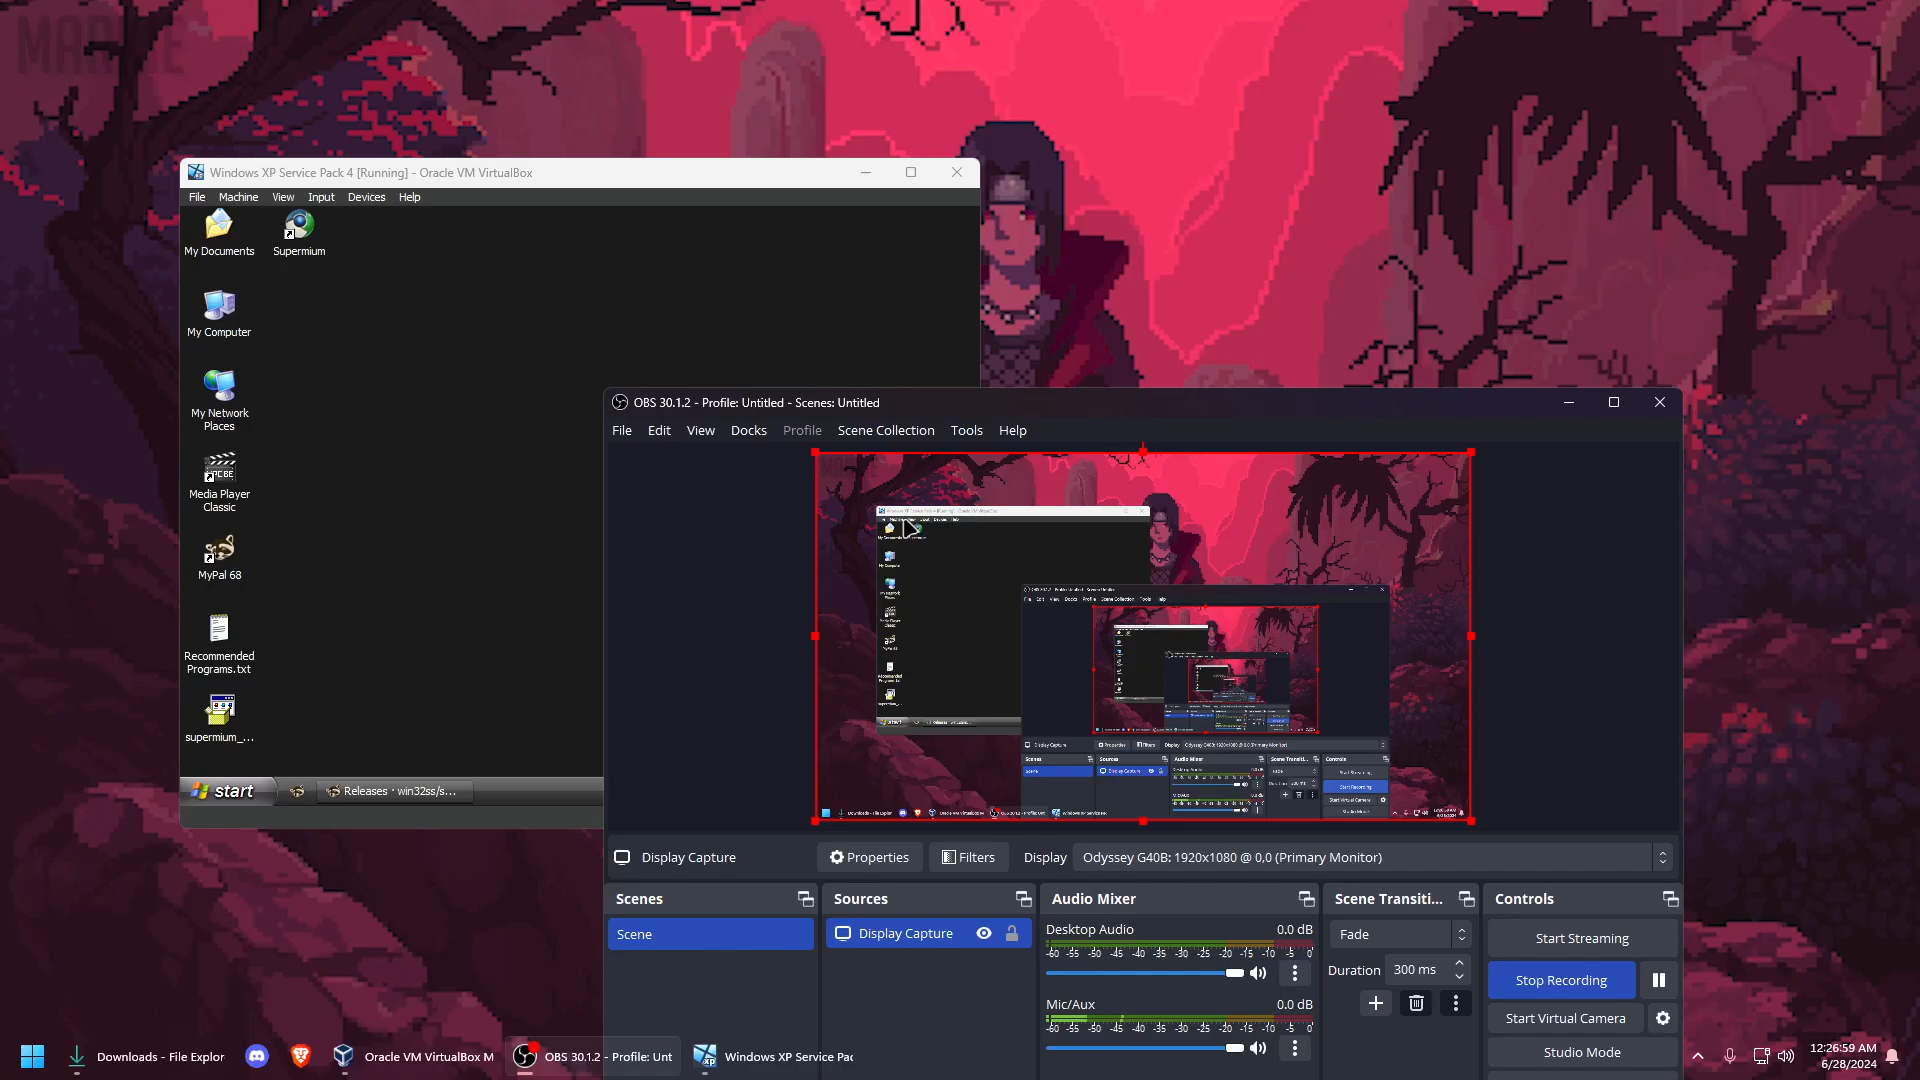 Windows XP Service Pack 4 [Running] - Oracle VM VirtualBox
File Machine View Input Devices Help
My Documents
Supermium
My Computer
My Network
Places
Media Player
Classic
MyPal 68
Recommended
Programs.txt
supermium_...
start
Releases · win32ss/s...
OBS 30.1.2 - Profile: Untitled - Scenes: Untitled
File Edit View Docks Profile Scene Collection Tools Help
Display Capture
Properties
Filters
Display
Odyssey G40B: 1920x1080 @ 0,0 (Primary Monitor)
Scenes
Scene
Sources
Display Capture
Audio Mixer
Desktop Audio 0.0 dB
-60 -55 -50 -45 -40 -35 -30 -25 -20 -15 -10 -5 0
Mic/Aux 0.0 dB
-60 -55 -50 -45 -40 -35 -30 -25 -20 -15 -10 -5 0
Scene Transiti...
Fade
Duration 300 ms
Controls
Start Streaming
Stop Recording
Start Virtual Camera
Studio Mode
Downloads - File Explor
Oracle VM VirtualBox M
OBS 30.1.2 - Profile: Unt
Windows XP Service Pac
12:26:59 AM
6/28/2024